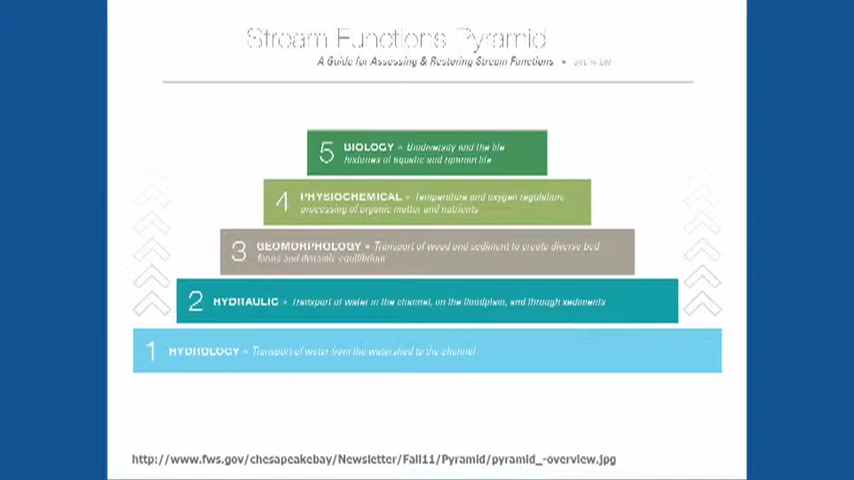 Stream Functions Pyramid
A Guide for Assessing & Restoring Stream Functions • OVERVIEW
5 BIOLOGY » Biodiversity and the life
histories of aquatic and riparian life
4 PHYSIOCHEMICAL » Temperature and oxygen regulation;
processing of organic matter and nutrients
3 GEOMORPHOLOGY » Transport of wood and sediment to create diverse bed
forms and dynamic equilibrium
2 HYDRAULIC » Transport of water in the channel, on the floodplain, and through sediments
1 HYDROLOGY » Transport of water from the watershed to the channel
http://www.fws.gov/chesapeakebay/Newsletter/Fall11/Pyramid/pyramid_-overview.jpg